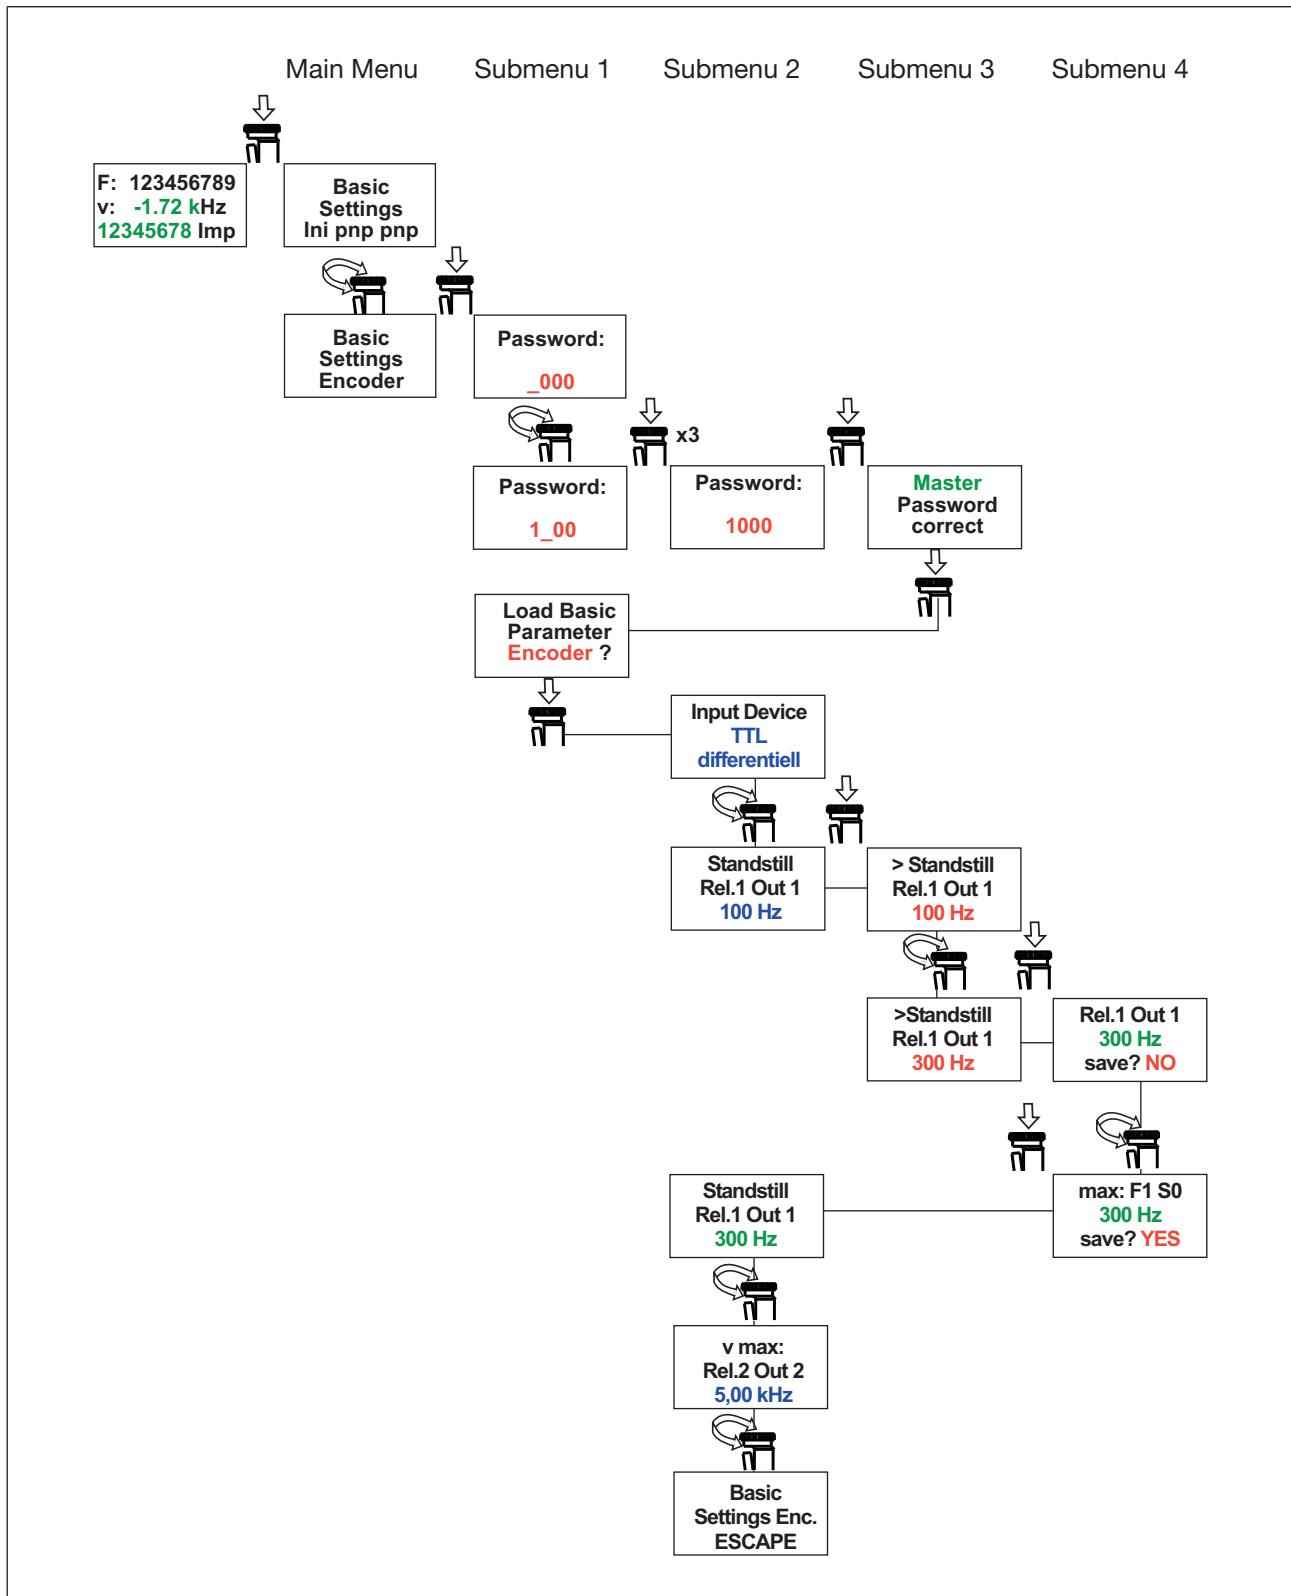 Main Menu
Submenu 1
Submenu 2
Submenu 3
Submenu 4
F: 123456789
v: -1.72 kHz
12345678 Imp
Basic
Settings
Ini pnp pnp
Basic
Settings
Encoder
Password:
_000
x3
Password:
1_00
Password:
1000
Master
Password
correct
Load Basic
Parameter
Encoder ?
Input Device
TTL
differentiell
Standstill
Rel.1 Out 1
100 Hz
> Standstill
Rel.1 Out 1
100 Hz
>Standstill
Rel.1 Out 1
300 Hz
Rel.1 Out 1
300 Hz
save? NO
max: F1 S0
300 Hz
save? YES
Standstill
Rel.1 Out 1
300 Hz
v max:
Rel.2 Out 2
5,00 kHz
Basic
Settings Enc.
ESCAPE